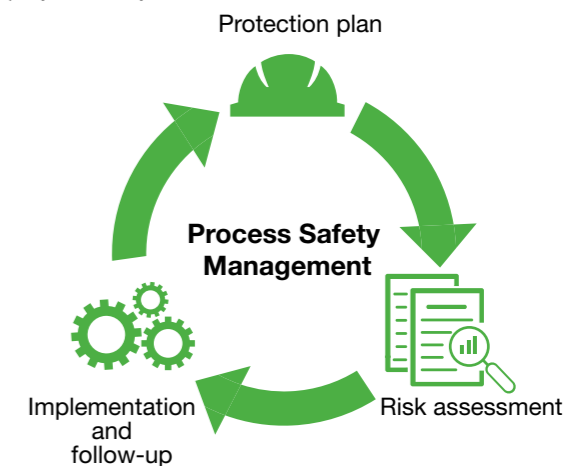 Protection plan
Process Safety
Management
Risk assessment
Implementation
and
follow-up